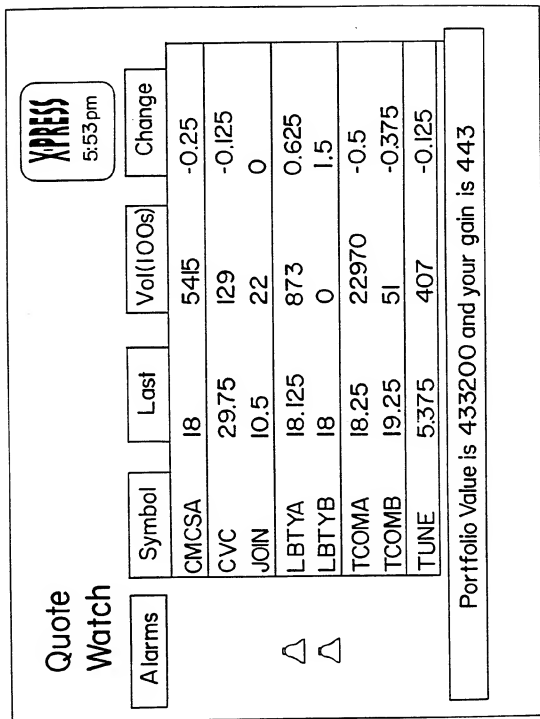 Quote
Watch
X•PRESS
5:53pm
Alarms Symbol Last Vol(100s) Change
CMCSA 18 5415 -0.25
CVC 29.75 129 -0.125
JOIN 10.5 22 0
LBTYA 18.125 873 0.625
LBTYB 18 0 1.5
TCOMA 18.25 22970 -0.5
TCOMB 19.25 51 -0.375
TUNE 5.375 407 -0.125
Portfolio Value is 433200 and your gain is 443